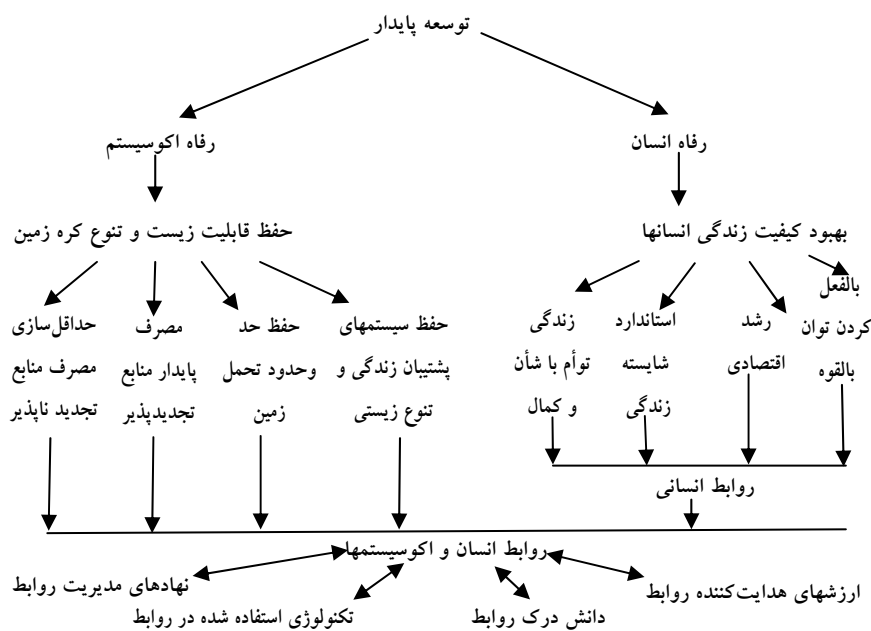 توسعه پایدار
رفاه انسان
رفاه اکوسیستم
بهبود کیفیت زندگی انسانها
حفظ قابلیت زیست و تنوع کره زمین
بالفعل
کردن توان
بالقوه
رشد
اقتصادی
استاندارد
شایسته
زندگی
زندگی
توأم با شأن
و کمال
حفظ سیستمهای
پشتیبان زندگی و
تنوع زیستی
حفظ حد
وحدود تحمل
زمین
مصرف
پایدار منابع
تجدیدپذیر
حداقل‌سازی
مصرف منابع
تجدید ناپذیر
روابط انسانی
روابط انسان و اکوسیستمها
ارزشهای هدایت‌کننده روابط
دانش درک روابط
تکنولوژی استفاده شده در روابط
نهادهای مدیریت روابط